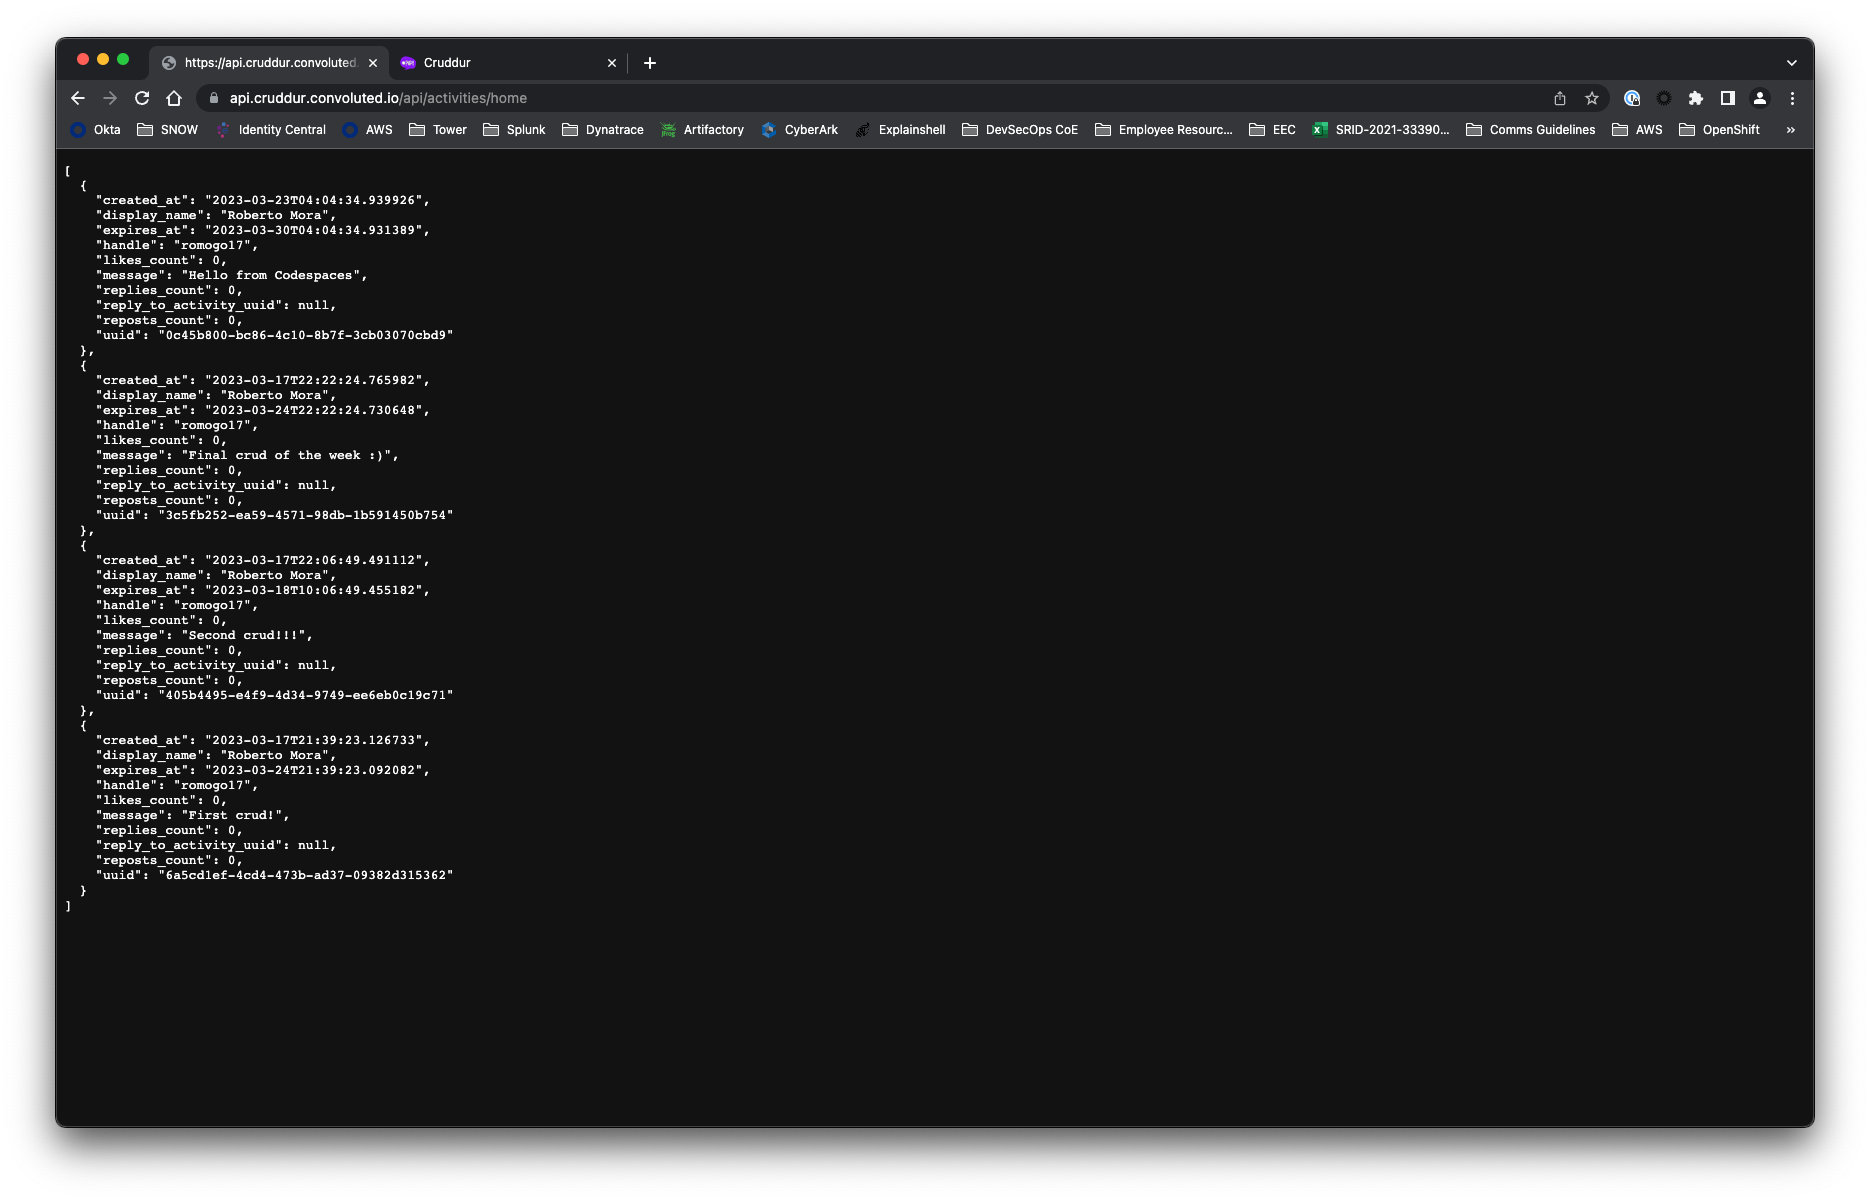 https://api.cruddur.convoluted.
Cruddur
api.cruddur.convoluted.io/api/activities/home
Okta SNOW Identity Central AWS Tower Splunk Dynatrace Artifactory CyberArk Explainshell DevSecOps CoE Employee Resourc... EEC SRID-2021-33390... Comms Guidelines AWS OpenShift »
[
  {
    "created_at": "2023-03-23T04:04:34.939926",
    "display_name": "Roberto Mora",
    "expires_at": "2023-03-30T04:04:34.931389",
    "handle": "romogo17",
    "likes_count": 0,
    "message": "Hello from Codespaces",
    "replies_count": 0,
    "reply_to_activity_uuid": null,
    "reposts_count": 0,
    "uuid": "0c45b800-bc86-4c10-8b7f-3cb03070cbd9"
  },
  {
    "created_at": "2023-03-17T22:22:24.765982",
    "display_name": "Roberto Mora",
    "expires_at": "2023-03-24T22:22:24.730648",
    "handle": "romogo17",
    "likes_count": 0,
    "message": "Final crud of the week :)",
    "replies_count": 0,
    "reply_to_activity_uuid": null,
    "reposts_count": 0,
    "uuid": "3c5fb252-ea59-4571-98db-1b591450b754"
  },
  {
    "created_at": "2023-03-17T22:06:49.491112",
    "display_name": "Roberto Mora",
    "expires_at": "2023-03-18T10:06:49.455182",
    "handle": "romogo17",
    "likes_count": 0,
    "message": "Second crud!!!",
    "replies_count": 0,
    "reply_to_activity_uuid": null,
    "reposts_count": 0,
    "uuid": "405b4495-e4f9-4d34-9749-ee6eb0c19c71"
  },
  {
    "created_at": "2023-03-17T21:39:23.126733",
    "display_name": "Roberto Mora",
    "expires_at": "2023-03-24T21:39:23.092082",
    "handle": "romogo17",
    "likes_count": 0,
    "message": "First crud!",
    "replies_count": 0,
    "reply_to_activity_uuid": null,
    "reposts_count": 0,
    "uuid": "6a5cd1ef-4cd4-473b-ad37-09382d315362"
  }
]